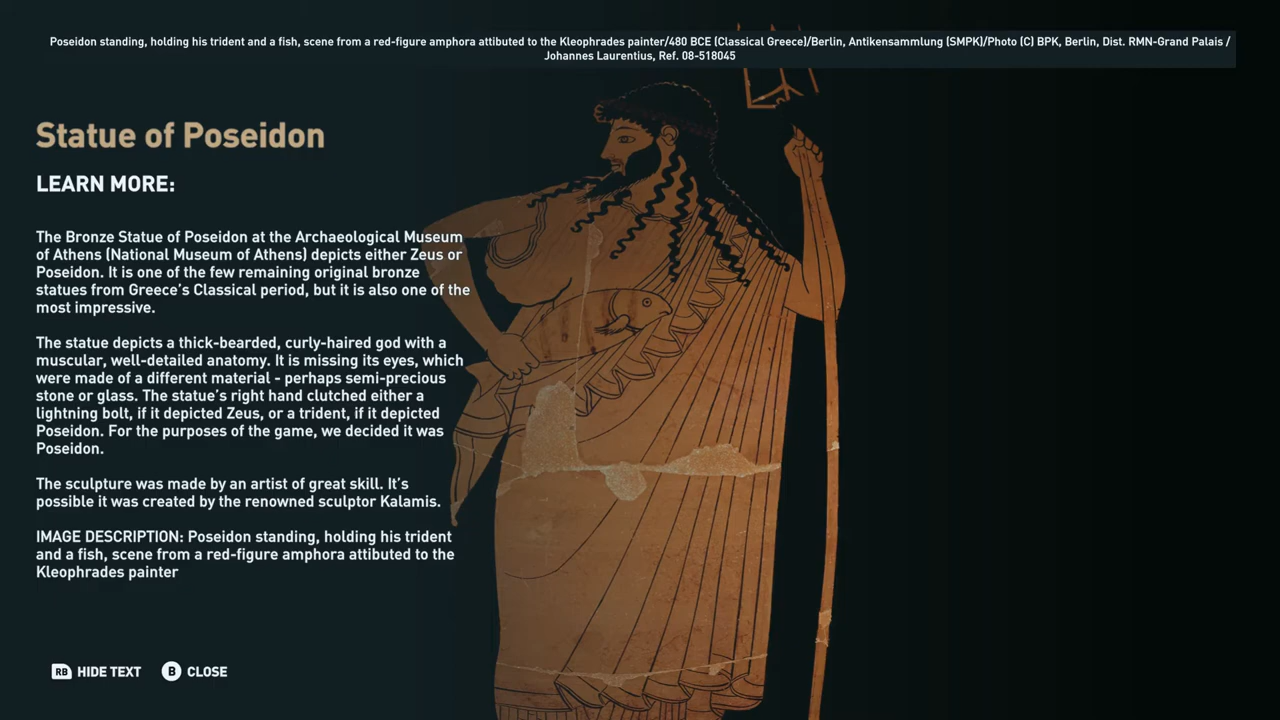 Poseidon standing, holding his trident and a fish, scene from a red-figure amphora attibuted to the Kleophrades painter/480 BCE (Classical Greece)/Berlin, Antikensammlung (SMPK)/Photo (C) BPK, Berlin, Dist. RMN-Grand Palais /
Johannes Laurentius, Ref. 08-518045
Statue of Poseidon
LEARN MORE:
The Bronze Statue of Poseidon at the Archaeological Museum
of Athens (National Museum of Athens) depicts either Zeus or
Poseidon. It is one of the few remaining original bronze
statues from Greece's Classical period, but it is also one of the
most impressive.
The statue depicts a thick-bearded, curly-haired god with a
muscular, well-detailed anatomy. It is missing its eyes, which
were made of a different material - perhaps semi-precious
stone or glass. The statue's right hand clutched either a
lightning bolt, if it depicted Zeus, or a trident, if it depicted
Poseidon. For the purposes of the game, we decided it was
Poseidon.
The sculpture was made by an artist of great skill. It's
possible it was created by the renowned sculptor Kalamis.
IMAGE DESCRIPTION: Poseidon standing, holding his trident
and a fish, scene from a red-figure amphora attibuted to the
Kleophrades painter
RB HIDE TEXT B CLOSE